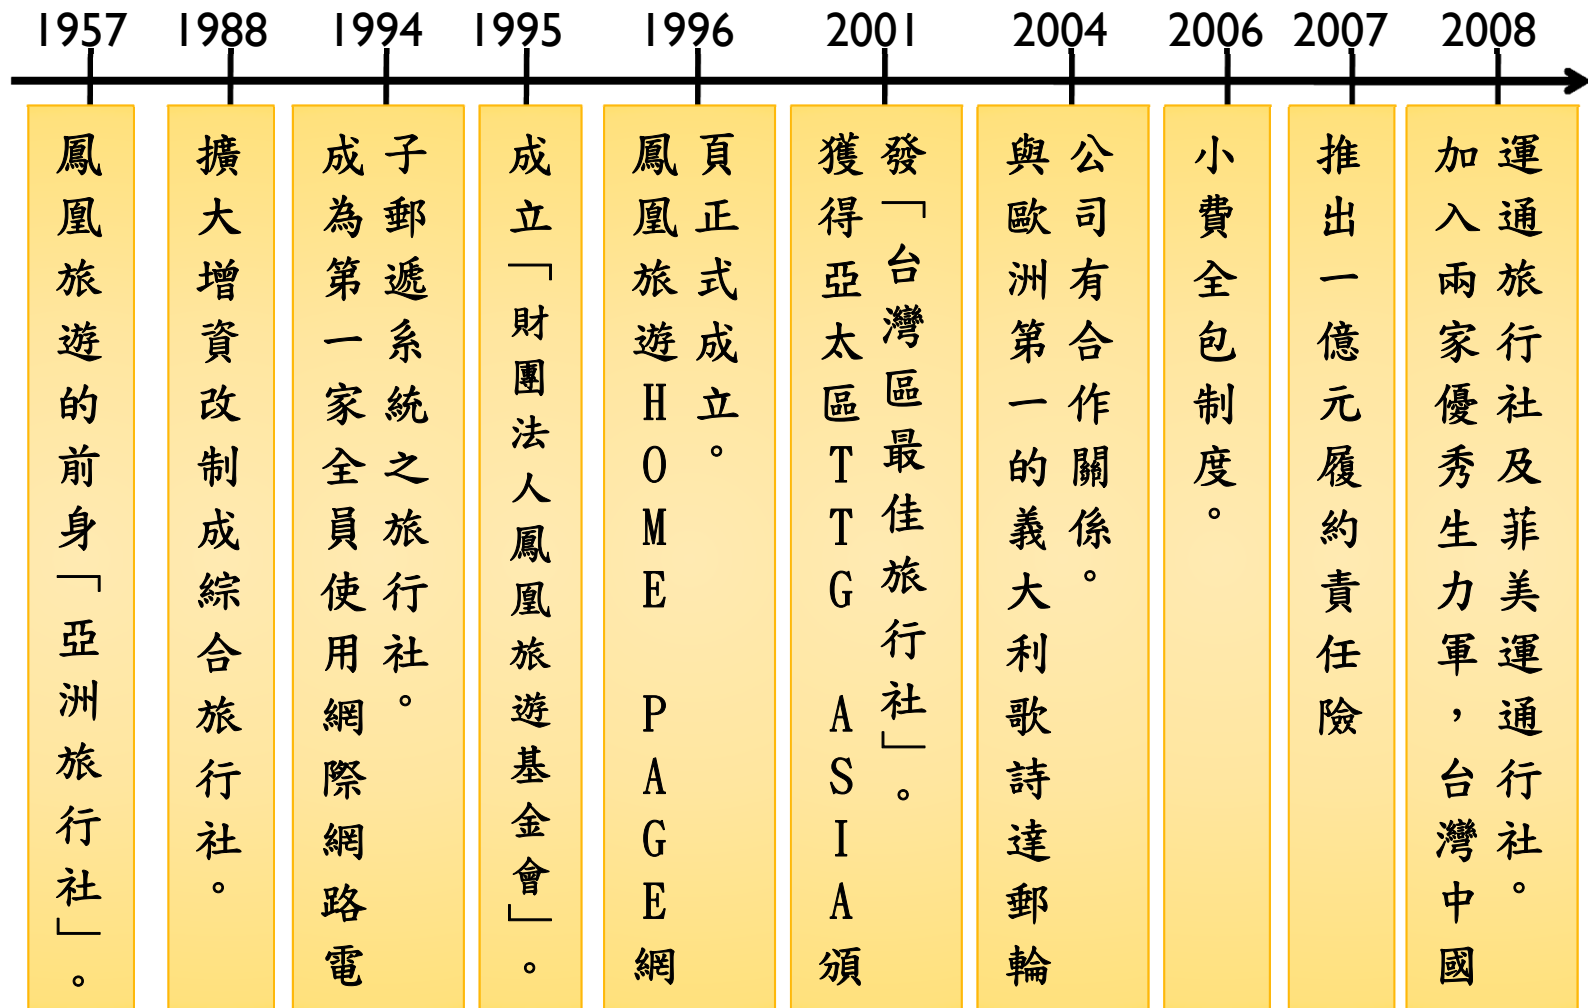 1957
1988
1994
1995
1996
2001
2004
2006
2007
2008
鳳凰旅遊的前身「亞洲旅行社」。
擴大增資改制成綜合旅行社。
成為第一家全員使用網際網路電
子郵遞系統之旅行社。
成立「財團法人鳳凰旅遊基金會」。
鳳凰旅遊HOME PAGE網
頁正式成立。
獲得亞太區TTG ASIA頒
發「台灣區最佳旅行社」。
與歐洲第一的義大利歌詩達郵輪
公司有合作關係。
小費全包制度。
推出一億元履約責任險
加入兩家優秀生力軍，台灣中國
運通旅行社及菲美運通行社。